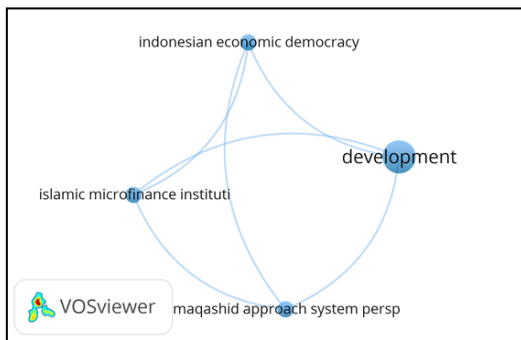 indonesian economic democracy
development
islamic microfinance instituti
maqashid approach system persp
VOSviewer